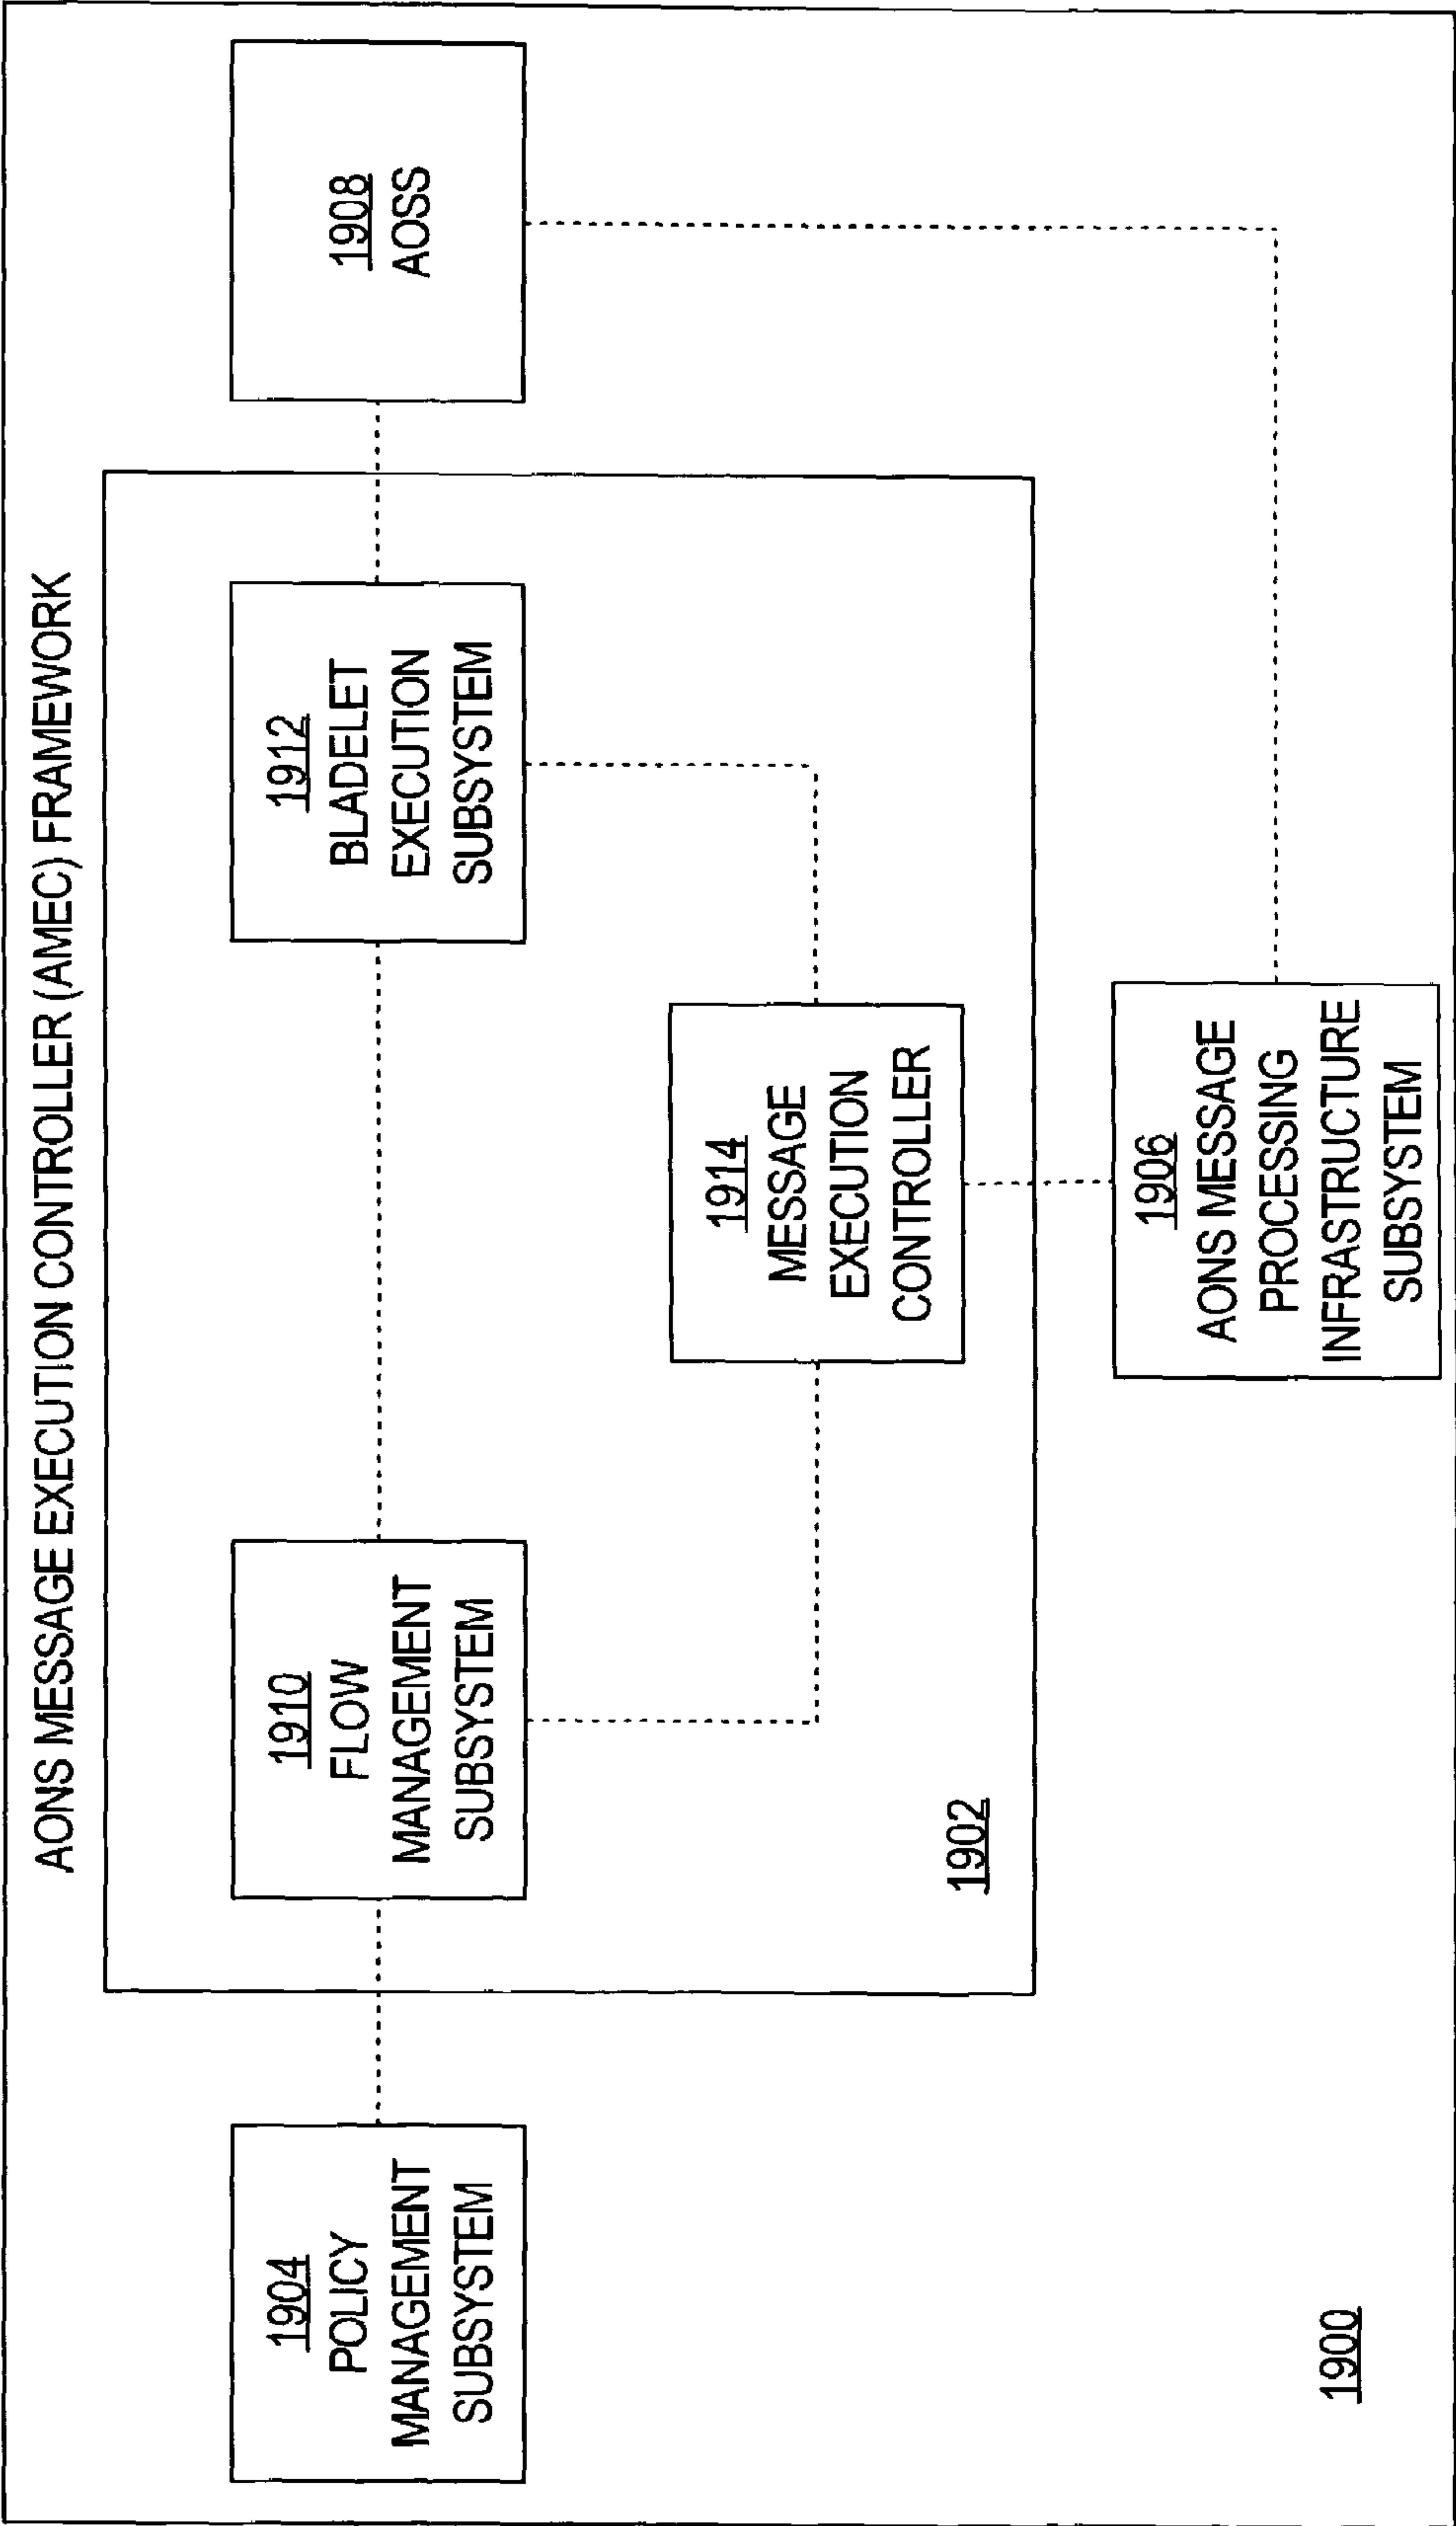 AONS MESSAGE EXECUTION CONTROLLER (AMEC) FRAMEWORK
1904
POLICY
MANAGEMENT
SUBSYSTEM
1910
FLOW
MANAGEMENT
SUBSYSTEM
1912
BLADELET
EXECUTION
SUBSYSTEM
1908
AOSS
1914
MESSAGE
EXECUTION
CONTROLLER
1902
1906
AONS MESSAGE
PROCESSING
INFRASTRUCTURE
SUBSYSTEM
1900